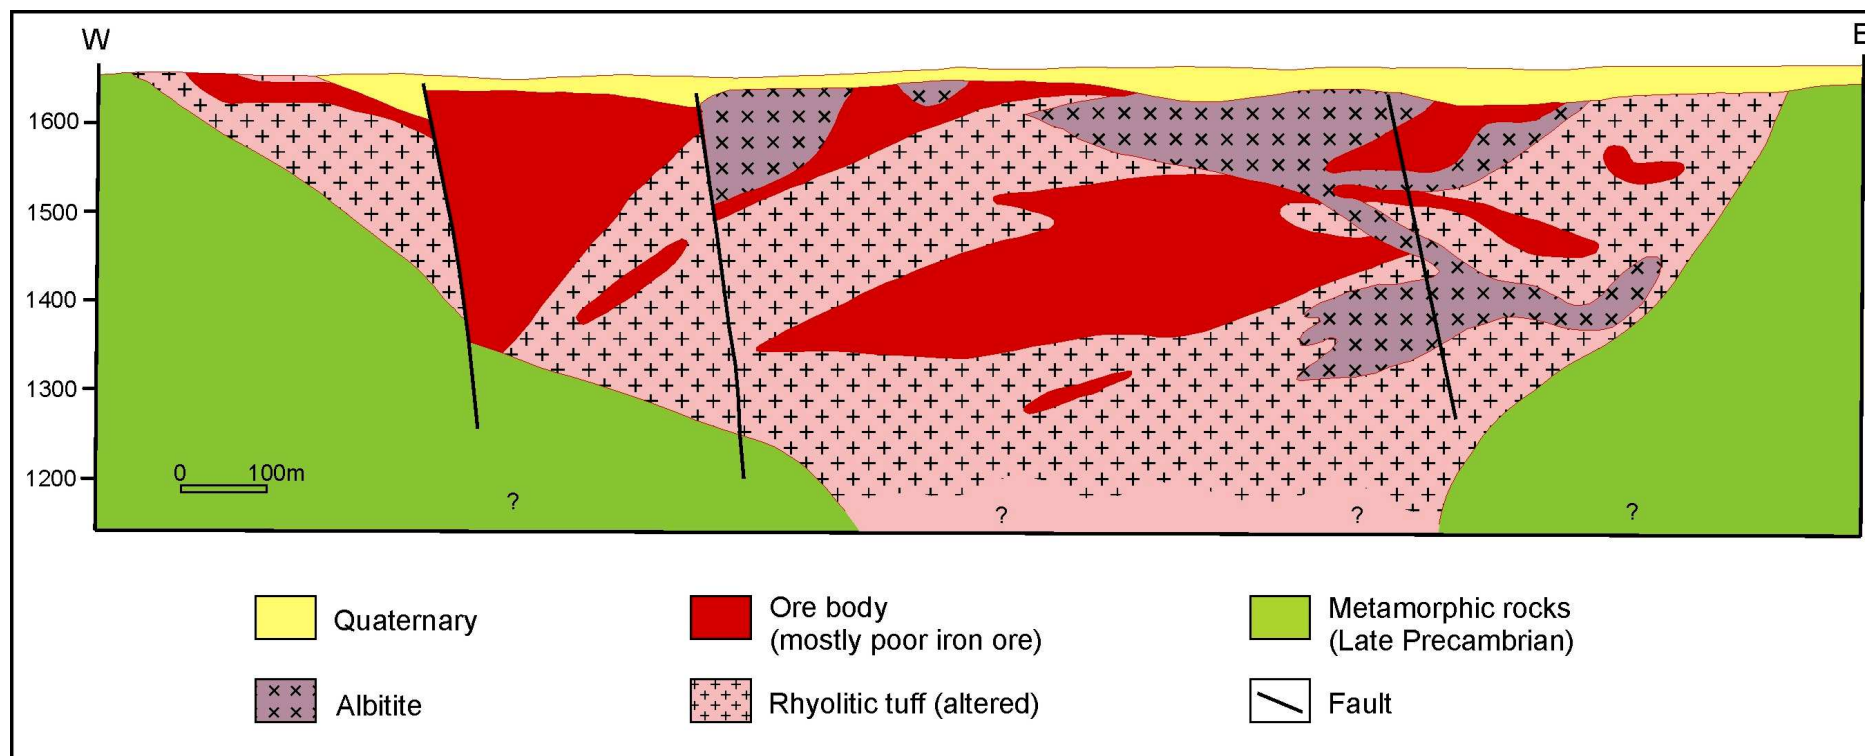 W
E
1600
1500
1400
1300
1200
0 100m
?
?
?
?
Quaternary
Ore body
(mostly poor iron ore)
Metamorphic rocks
(Late Precambrian)
Albitite
Rhyolitic tuff (altered)
Fault